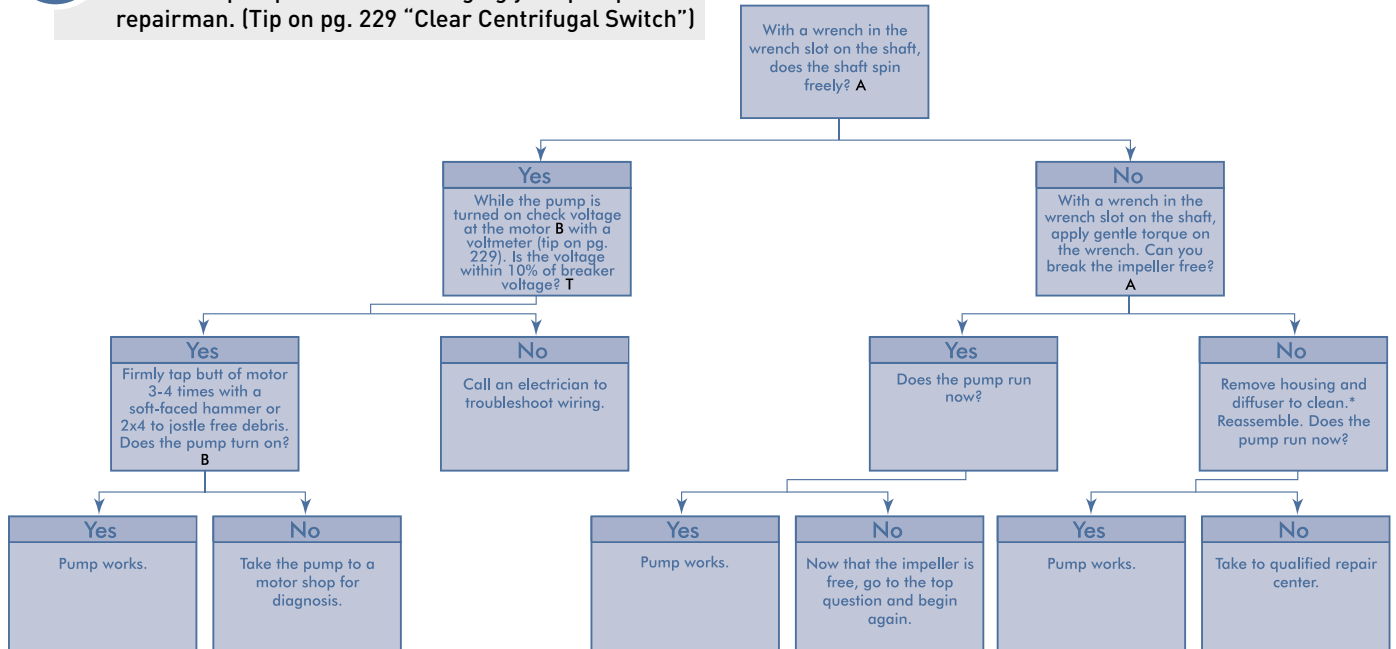 repairman. (Tip on pg. 229 “Clear Centrifugal Switch”)
With a wrench in the
wrench slot on the shaft,
does the shaft spin
freely? A
Yes
While the pump is
turned on check voltage
at the motor B with a
voltmeter (tip on pg.
229). Is the voltage
within 10% of breaker
voltage? T
No
With a wrench in the
wrench slot on the shaft,
apply gentle torque on
the wrench. Can you
break the impeller free?
A
Yes
Firmly tap butt of motor
3-4 times with a
soft-faced hammer or
2x4 to jostle free debris.
Does the pump turn on?
B
No
Call an electrician to
troubleshoot wiring.
Yes
Does the pump run
now?
No
Remove housing and
diffuser to clean.*
Reassemble. Does the
pump run now?
Yes
Pump works.
No
Take the pump to a
motor shop for
diagnosis.
Yes
Pump works.
No
Now that the impeller is
free, go to the top
question and begin
again.
Yes
Pump works.
No
Take to qualified repair
center.